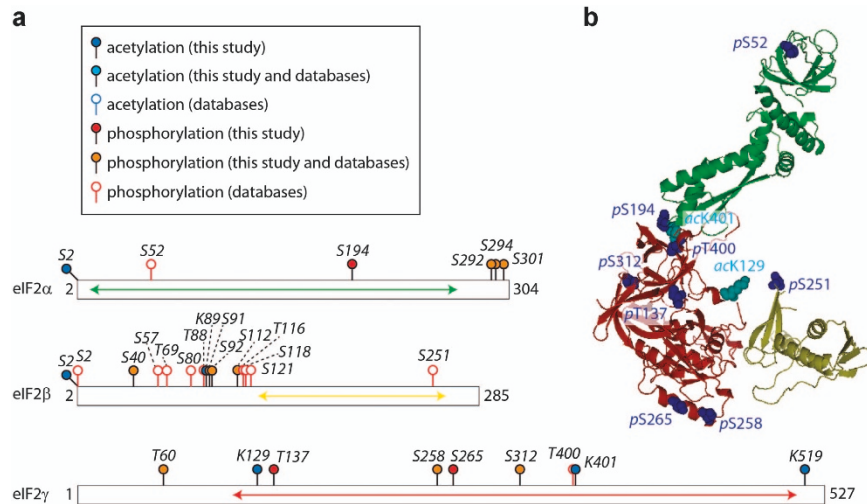 a
b
acetylation (this study)
acetylation (this study and databases)
acetylation (databases)
phosphorylation (this study)
phosphorylation (this study and databases)
phosphorylation (databases)
S2
S52
S194
S292
S294
S301
eIF2α
2
304
S2
S2
S40
S57
T69
S80
T88
K89
S91
S92
S112
T116
S118
S121
S251
eIF2β
2
285
T60
K129
T137
S258
S265
S312
T400
K401
K519
eIF2γ
1
527
pS52
pS194
acK401
pT400
pS312
acK129
pS251
pT137
pS265
pS258